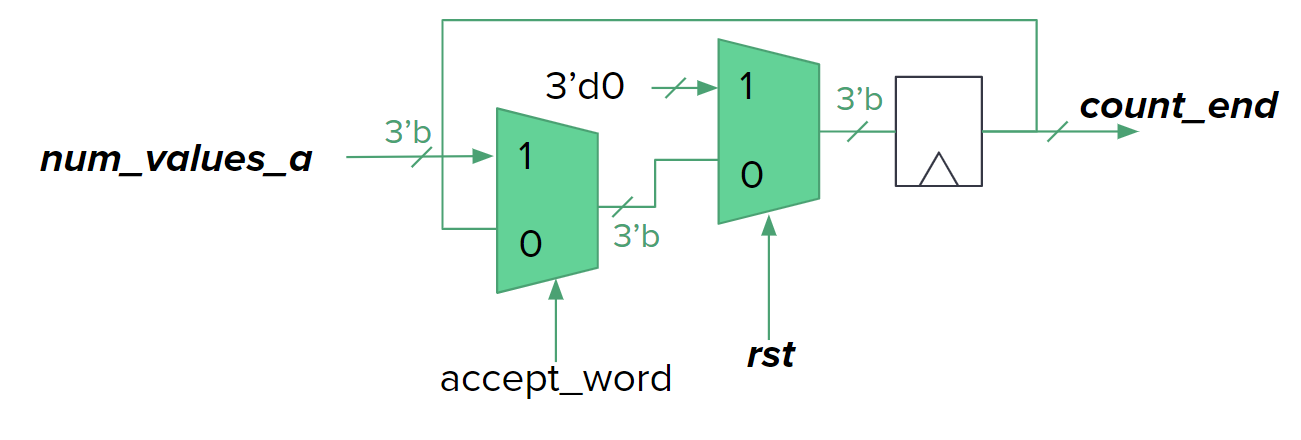 3’d0
1
3’b
count_end
3’b
num_values_a
1
0
0
3’b
rst
accept_word